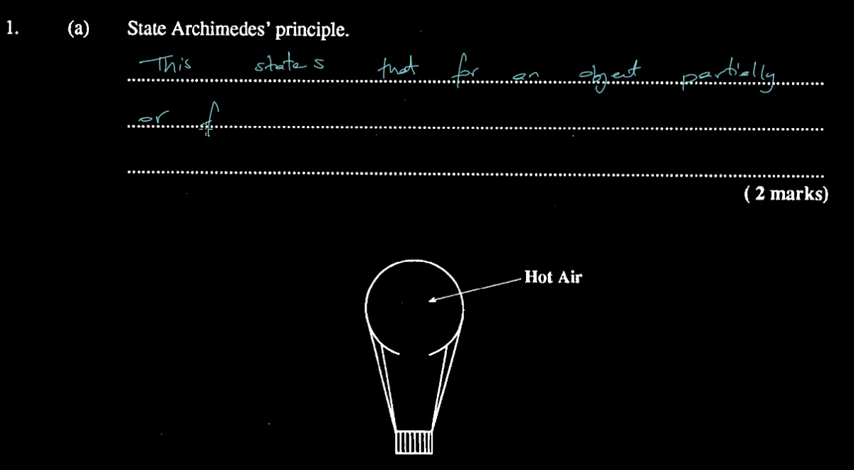 1. (a) State Archimedes' principle.
This states that for an object partially
or f
(2 marks)
Hot Air